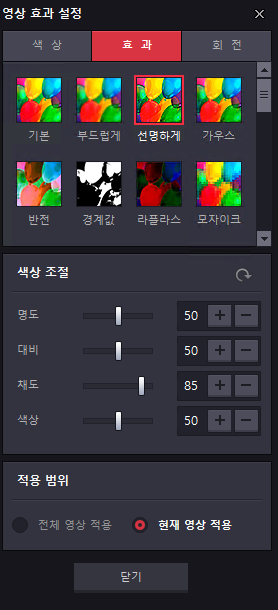 영상 효과 설정
색 상 효 과 회 전
기본 부드럽게 선명하게 가우스
반전 경계값 라플라스 모자이크
색상 조절
명도 50
대비 50
채도 85
색상 50
적용 범위
전체 영상 적용 현재 영상 적용
닫기